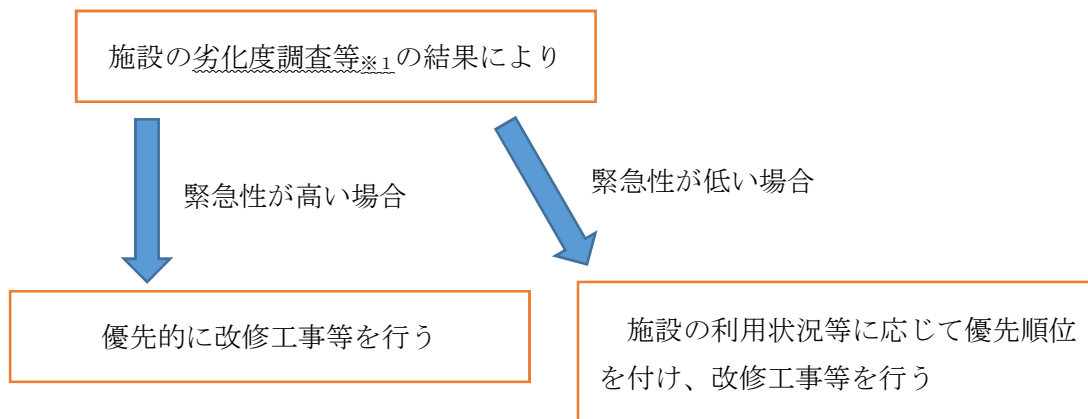 施設の劣化度調査等※1の結果により
緊急性が高い場合
緊急性が低い場合
優先的に改修工事等を行う
施設の利用状況等に応じて優先順位
を付け、改修工事等を行う